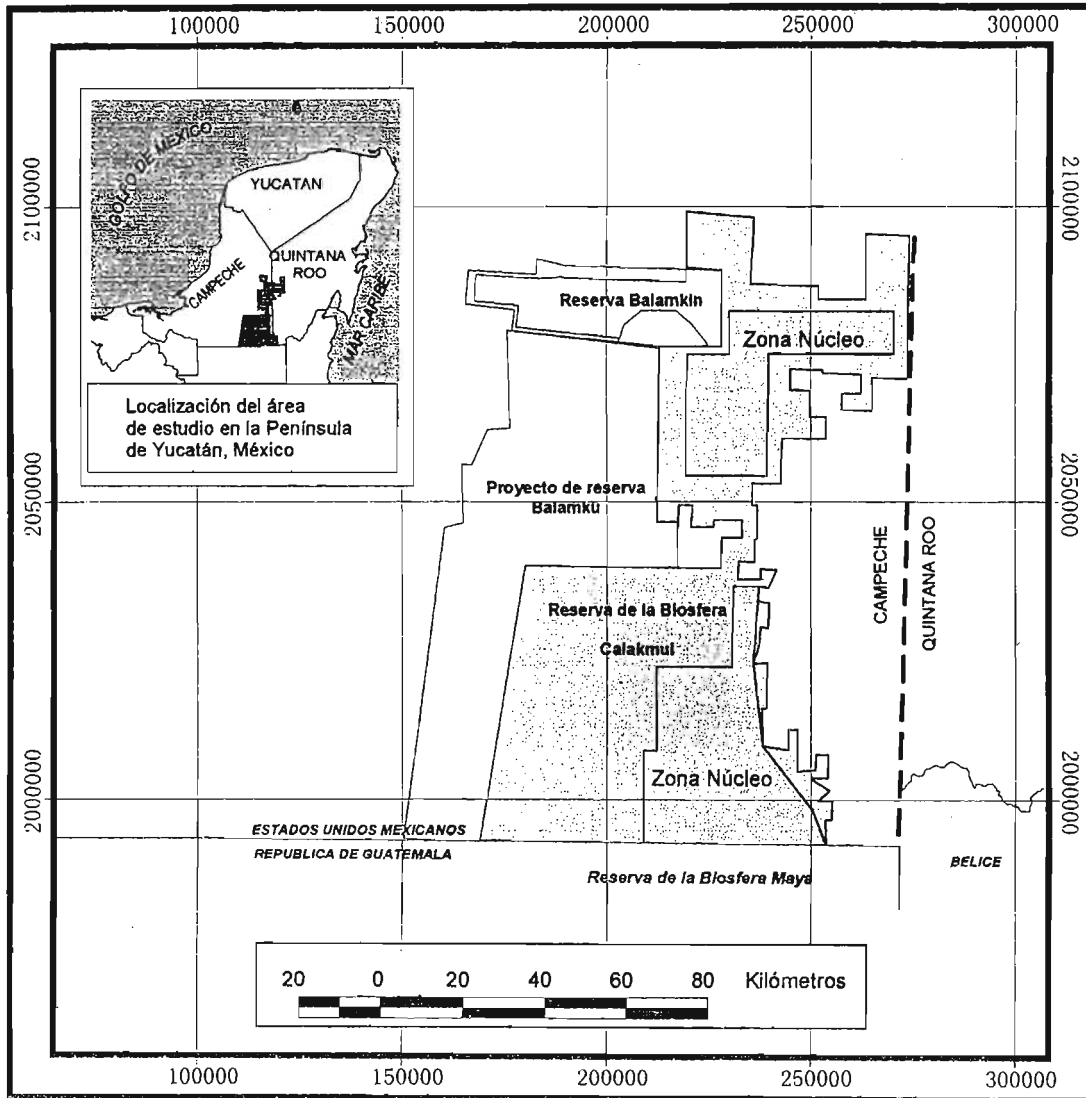 100000 150000 200000 250000 300000
GOLFO DE MEXICO
YUCATAN
QUINTANA
ROO
CAMPECHE
MAR CARIBE
Localización del área
de estudio en la Península
de Yucatán, México
2100000
2100000
Reserva Balamkin
Zona Núcleo
2050000
2050000
Proyecto de reserva
Balamkú
CAMPECHE
QUINTANA ROO
Reserva de la Biosfera
Calakmul
Zona Núcleo
2000000
2000000
ESTADOS UNIDOS MEXICANOS
REPUBLICA DE GUATEMALA
BELICE
Reserva de la Biosfera Maya
20 0 20 40 60 80 Kilómetros
100000 150000 200000 250000 300000